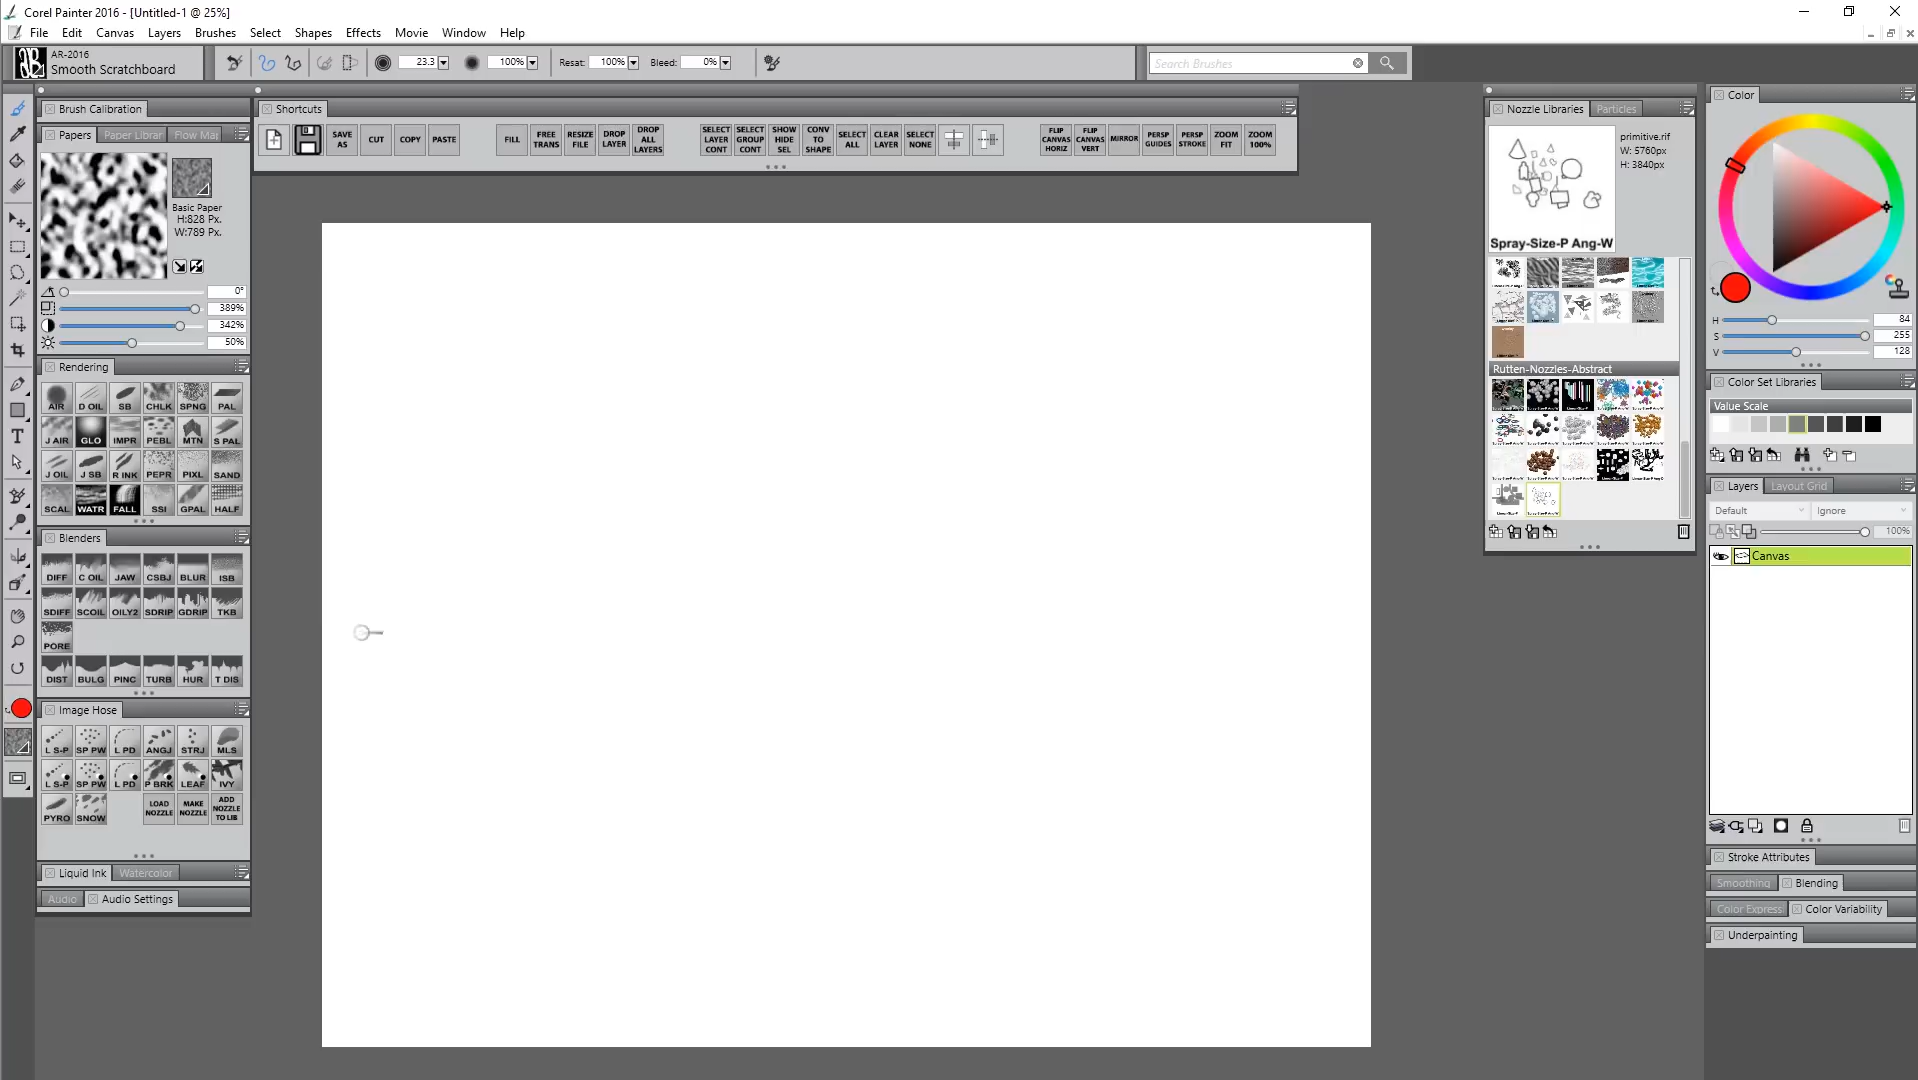 Corel Painter 2016 - [Untitled-1 @ 25%]
File Edit Canvas Layers Brushes Select Shapes Effects Movie Window Help
AR-2016
Smooth Scratchboard
23.3 100% Resat: 100% Bleed: 0%
Search Brushes
Brush Calibration
Papers Paper Librar Flow Map
Basic Paper
H:828 Px.
W:789 Px.
0°
389%
342%
50%
Rendering
AIR D OIL SB CHLK SPNG PAL
J AIR GLO IMPR PEBL MTN S PAL
J OIL J SB R INK PEPR PIXL SAND
SCAL WATR FALL SSI GPAL HALF
Blenders
DIFF C OIL JAW CSBJ BLUR ISB
SDIFF SCOIL OILY2 SDRIP GDRIP TKB
PORE
DIST BULG PINC TURB HUR T DIS
Image Hose
L S-P SP PW L PD ANGJ STRJ MLS
L S-P SP PW L PD P BRK LEAF IVY
PYRO SNOW LOAD NOZZLE MAKE NOZZLE ADD NOZZLE TO LIB
Liquid Ink Watercolor
Audio Audio Settings
Shortcuts
SAVE AS CUT COPY PASTE FILL FREE TRANS RESIZE FILE DROP LAYER DROP ALL LAYERS SELECT LAYER CONT SELECT GROUP CONT SHOW HIDE SEL CONV TO SHAPE SELECT ALL CLEAR LAYER SELECT NONE FLIP CANVAS HORIZ FLIP CANVAS VERT MIRROR PERSP GUIDES PERSP STROKE ZOOM FIT ZOOM 100%
Nozzle Libraries Particles
primitive.rif
W: 5760px
H: 3840px
Spray-Size-P Ang-W
Rutten-Nozzles-Abstract
Color
H 84
S 255
V 128
Color Set Libraries
Value Scale
Layers Layout Grid
Default Ignore
100%
Canvas
Stroke Attributes
Smoothing Blending
Color Express Color Variability
Underpainting